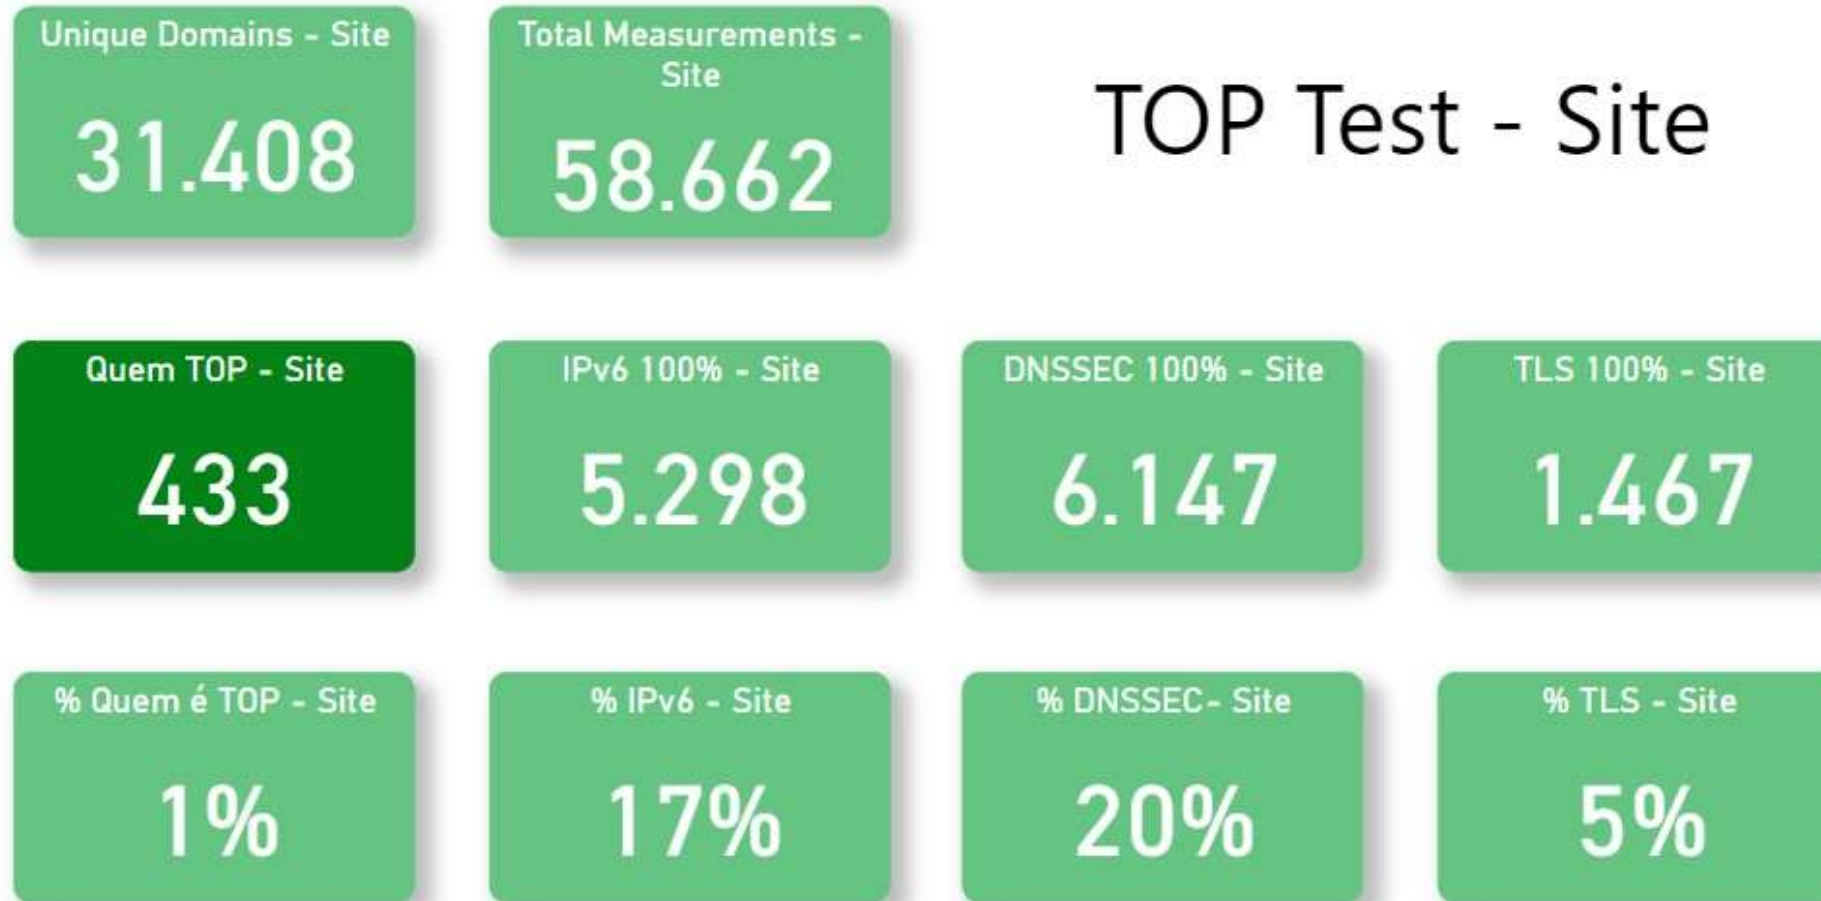 Unique Domains - Site
31.408
Total Measurements -
Site
58.662
TOP Test - Site
Quem TOP - Site
433
IPv6 100% - Site
5.298
DNSSEC 100% - Site
6.147
TLS 100% - Site
1.467
% Quem é TOP - Site
1%
% IPv6 - Site
17%
% DNSSEC- Site
20%
% TLS - Site
5%